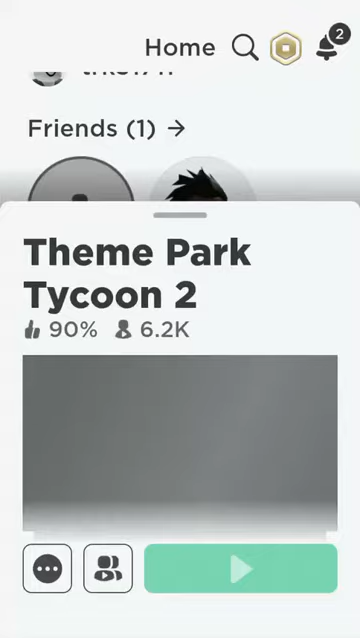 Home
2
Friends (1) →
Theme Park
Tycoon 2
90% 6.2K